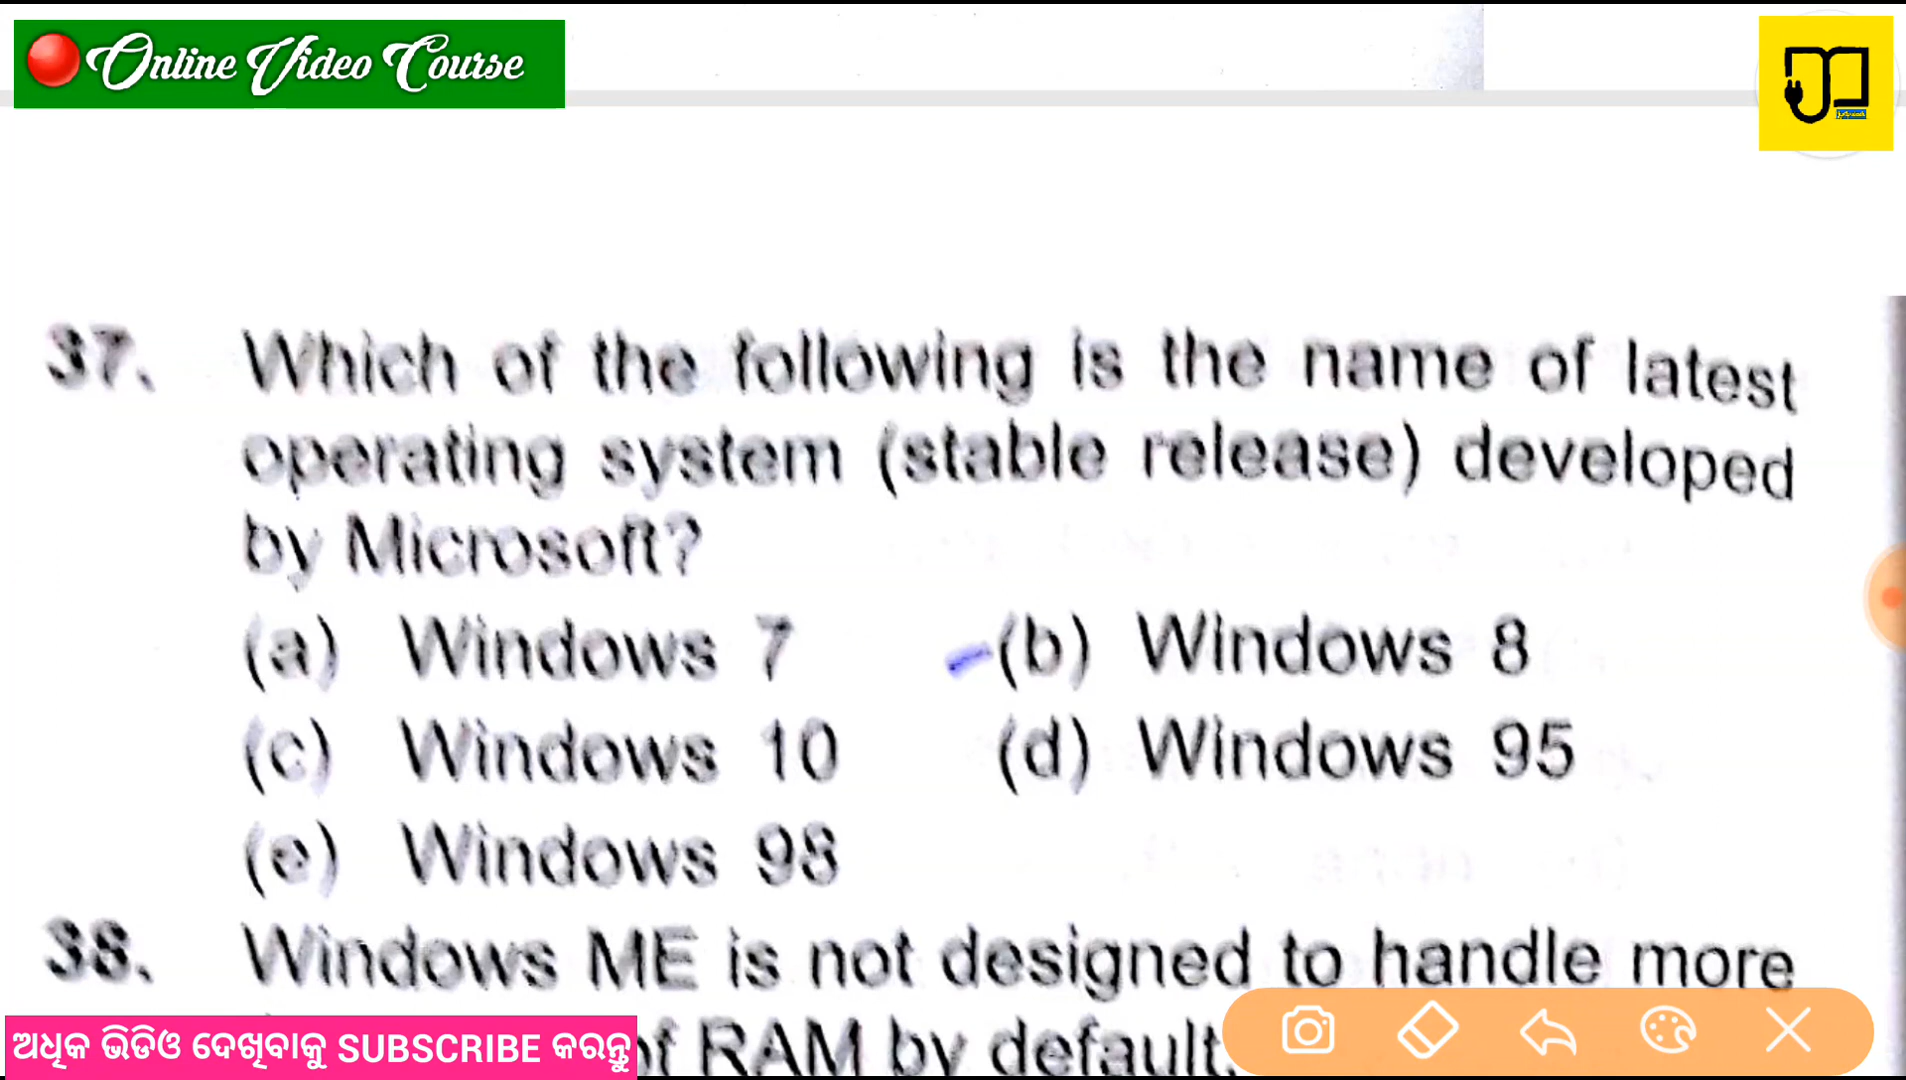 Online Video Course
37. Which of the following is the name of latest
operating system (stable release) developed
by Microsoft?
(a) Windows 7 (b) Windows 8
(c) Windows 10 (d) Windows 95
(e) Windows 98
38. Windows ME is not designed to handle more
of RAM by default.
ଅଧିକ ଭିଡିଓ ଦେଖିବାକୁ SUBSCRIBE କରନ୍ତୁ